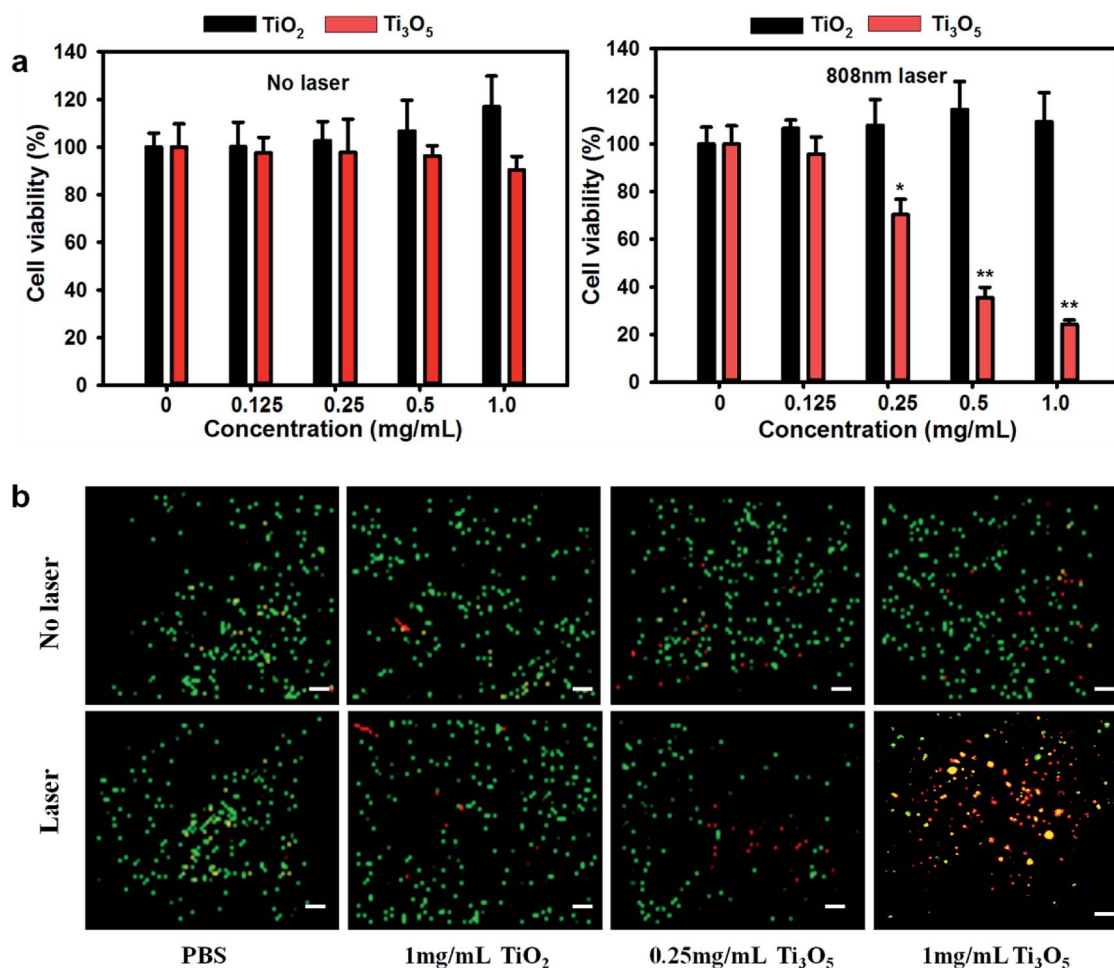 TiO₂ Ti₃O₅
TiO₂ Ti₃O₅
a
No laser
Cell viability (%)
140
120
100
80
60
40
20
0
0 0.125 0.25 0.5 1.0
Concentration (mg/mL)
808nm laser
Cell viability (%)
140
120
100
80
60
40
20
0
* ** **
0 0.125 0.25 0.5 1.0
Concentration (mg/mL)
b
No laser
Laser
PBS 1mg/mL TiO₂ 0.25mg/mL Ti₃O₅ 1mg/mL Ti₃O₅